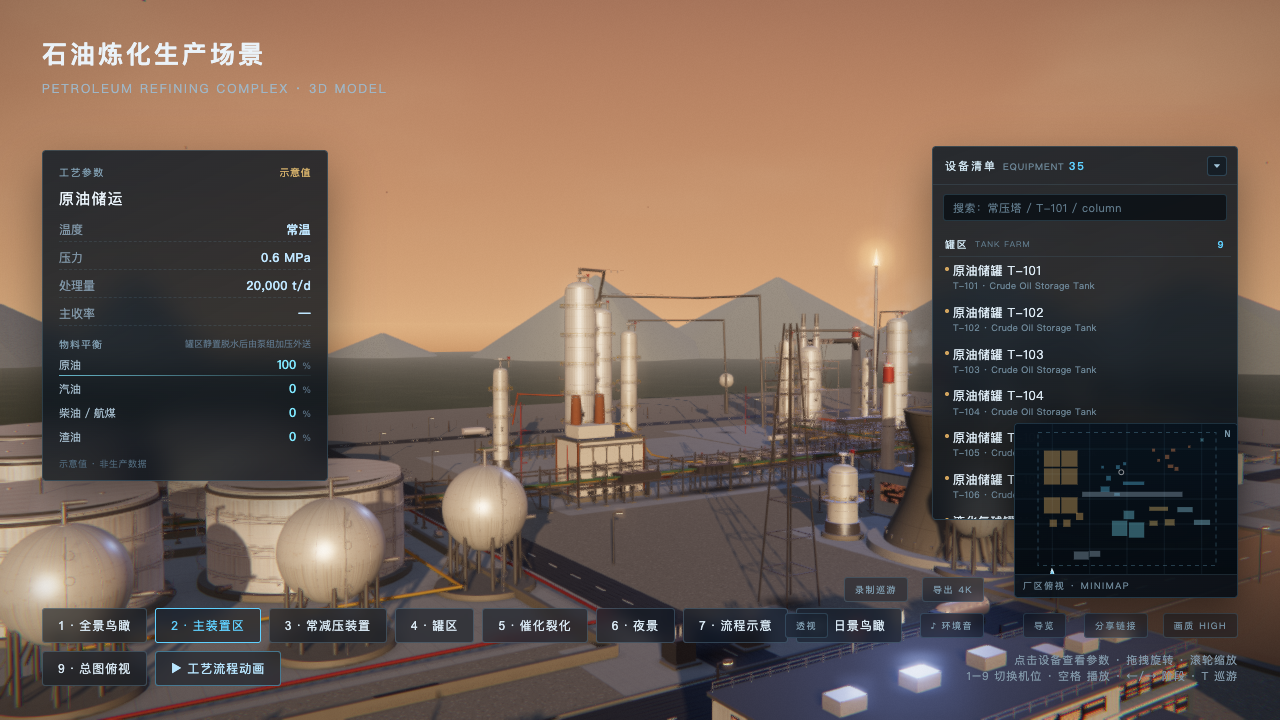 石油炼化生产场景
PETROLEUM REFINING COMPLEX · 3D MODEL
工艺参数 示意值
原油储运
温度 常温
压力 0.6 MPa
处理量 20,000 t/d
主收率 —
物料平衡 罐区静置脱水后由泵组加压外送
原油 100 %
汽油 0 %
柴油 / 航煤 0 %
渣油 0 %
示意值 · 非生产数据
设备清单 EQUIPMENT 35
搜索: 常压塔 / T-101 / column
罐区 TANK FARM 9
原油储罐 T-101
T-101 · Crude Oil Storage Tank
原油储罐 T-102
T-102 · Crude Oil Storage Tank
原油储罐 T-103
T-103 · Crude Oil Storage Tank
原油储罐 T-104
T-104 · Crude Oil Storage Tank
原油储罐 T
T-105 · Crud
原油储罐 T
T-106 · Crud
N
厂区俯视 · MINIMAP
录制巡游 导出 4K
1 · 全景鸟瞰 2 · 主装置区 3 · 常减压装置 4 · 罐区 5 · 催化裂化 6 · 夜景 7 · 流程示意 透视 日景鸟瞰 ♪ 环境音 导览 分享链接 画质 HIGH
9 · 总图俯视 ▶ 工艺流程动画
点击设备查看参数 · 拖拽旋转 · 滚轮缩放
1–9 切换机位 · 空格 播放 · ←/ 段 · T 巡游